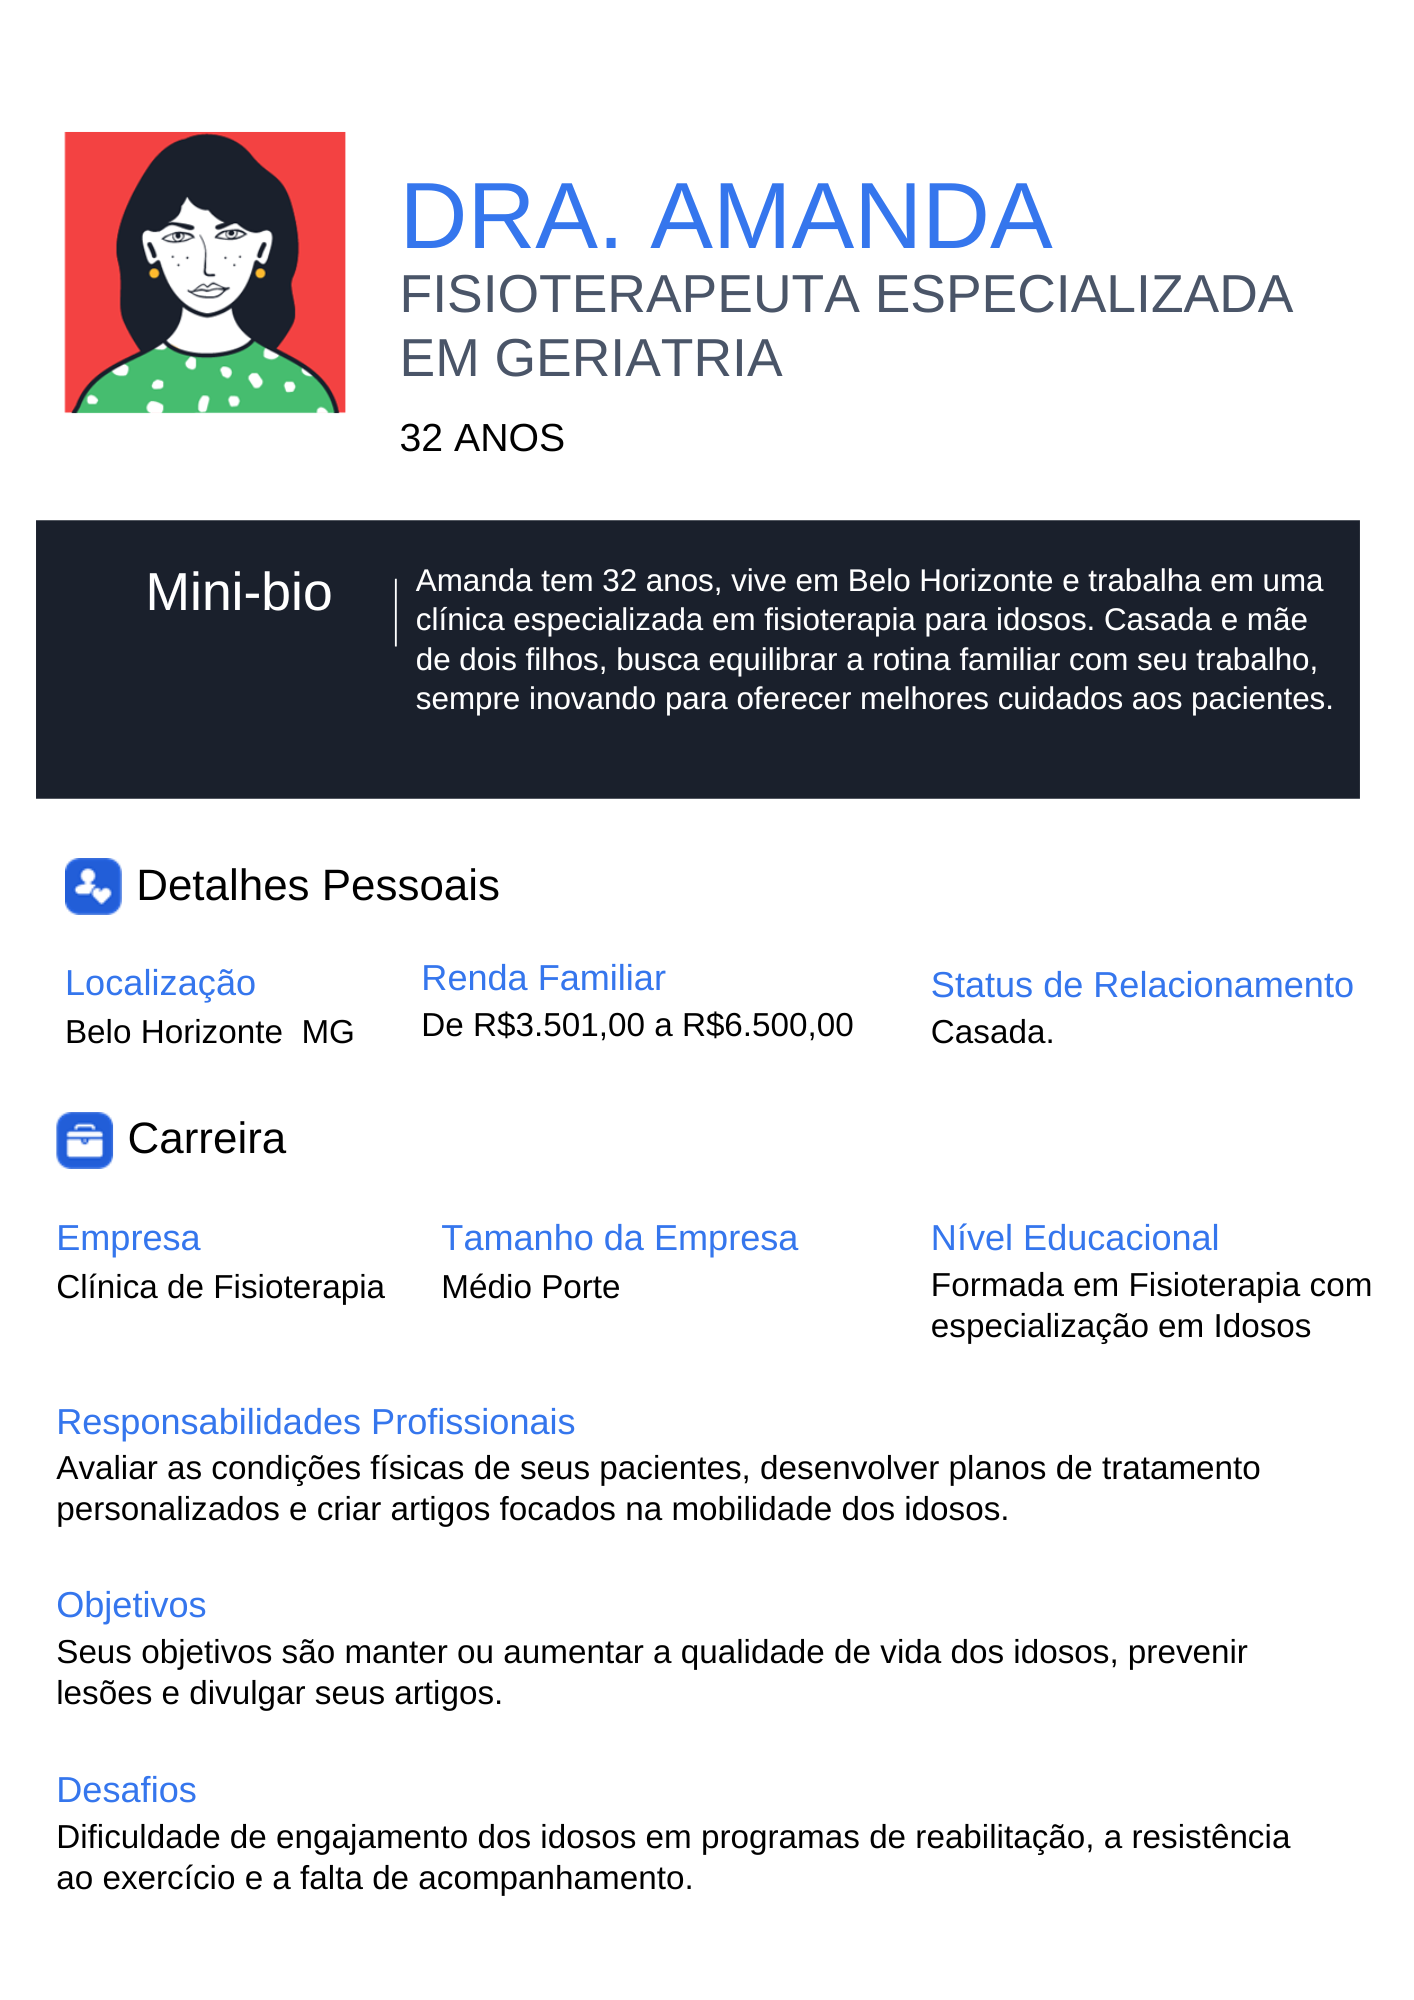 DRA. AMANDA
FISIOTERAPEUTA ESPECIALIZADA
EM GERIATRIA
32 ANOS
Mini-bio
Amanda tem 32 anos, vive em Belo Horizonte e trabalha em uma
clínica especializada em fisioterapia para idosos. Casada e mãe
de dois filhos, busca equilibrar a rotina familiar com seu trabalho,
sempre inovando para oferecer melhores cuidados aos pacientes.
Detalhes Pessoais
Localização
Belo Horizonte  MG
Renda Familiar
De R$3.501,00 a R$6.500,00
Status de Relacionamento
Casada.
Carreira
Empresa
Clínica de Fisioterapia
Tamanho da Empresa
Médio Porte
Nível Educacional
Formada em Fisioterapia com
especialização em Idosos
Responsabilidades Profissionais
Avaliar as condições físicas de seus pacientes, desenvolver planos de tratamento
personalizados e criar artigos focados na mobilidade dos idosos.
Objetivos
Seus objetivos são manter ou aumentar a qualidade de vida dos idosos, prevenir
lesões e divulgar seus artigos.
Desafios
Dificuldade de engajamento dos idosos em programas de reabilitação, a resistência
ao exercício e a falta de acompanhamento.